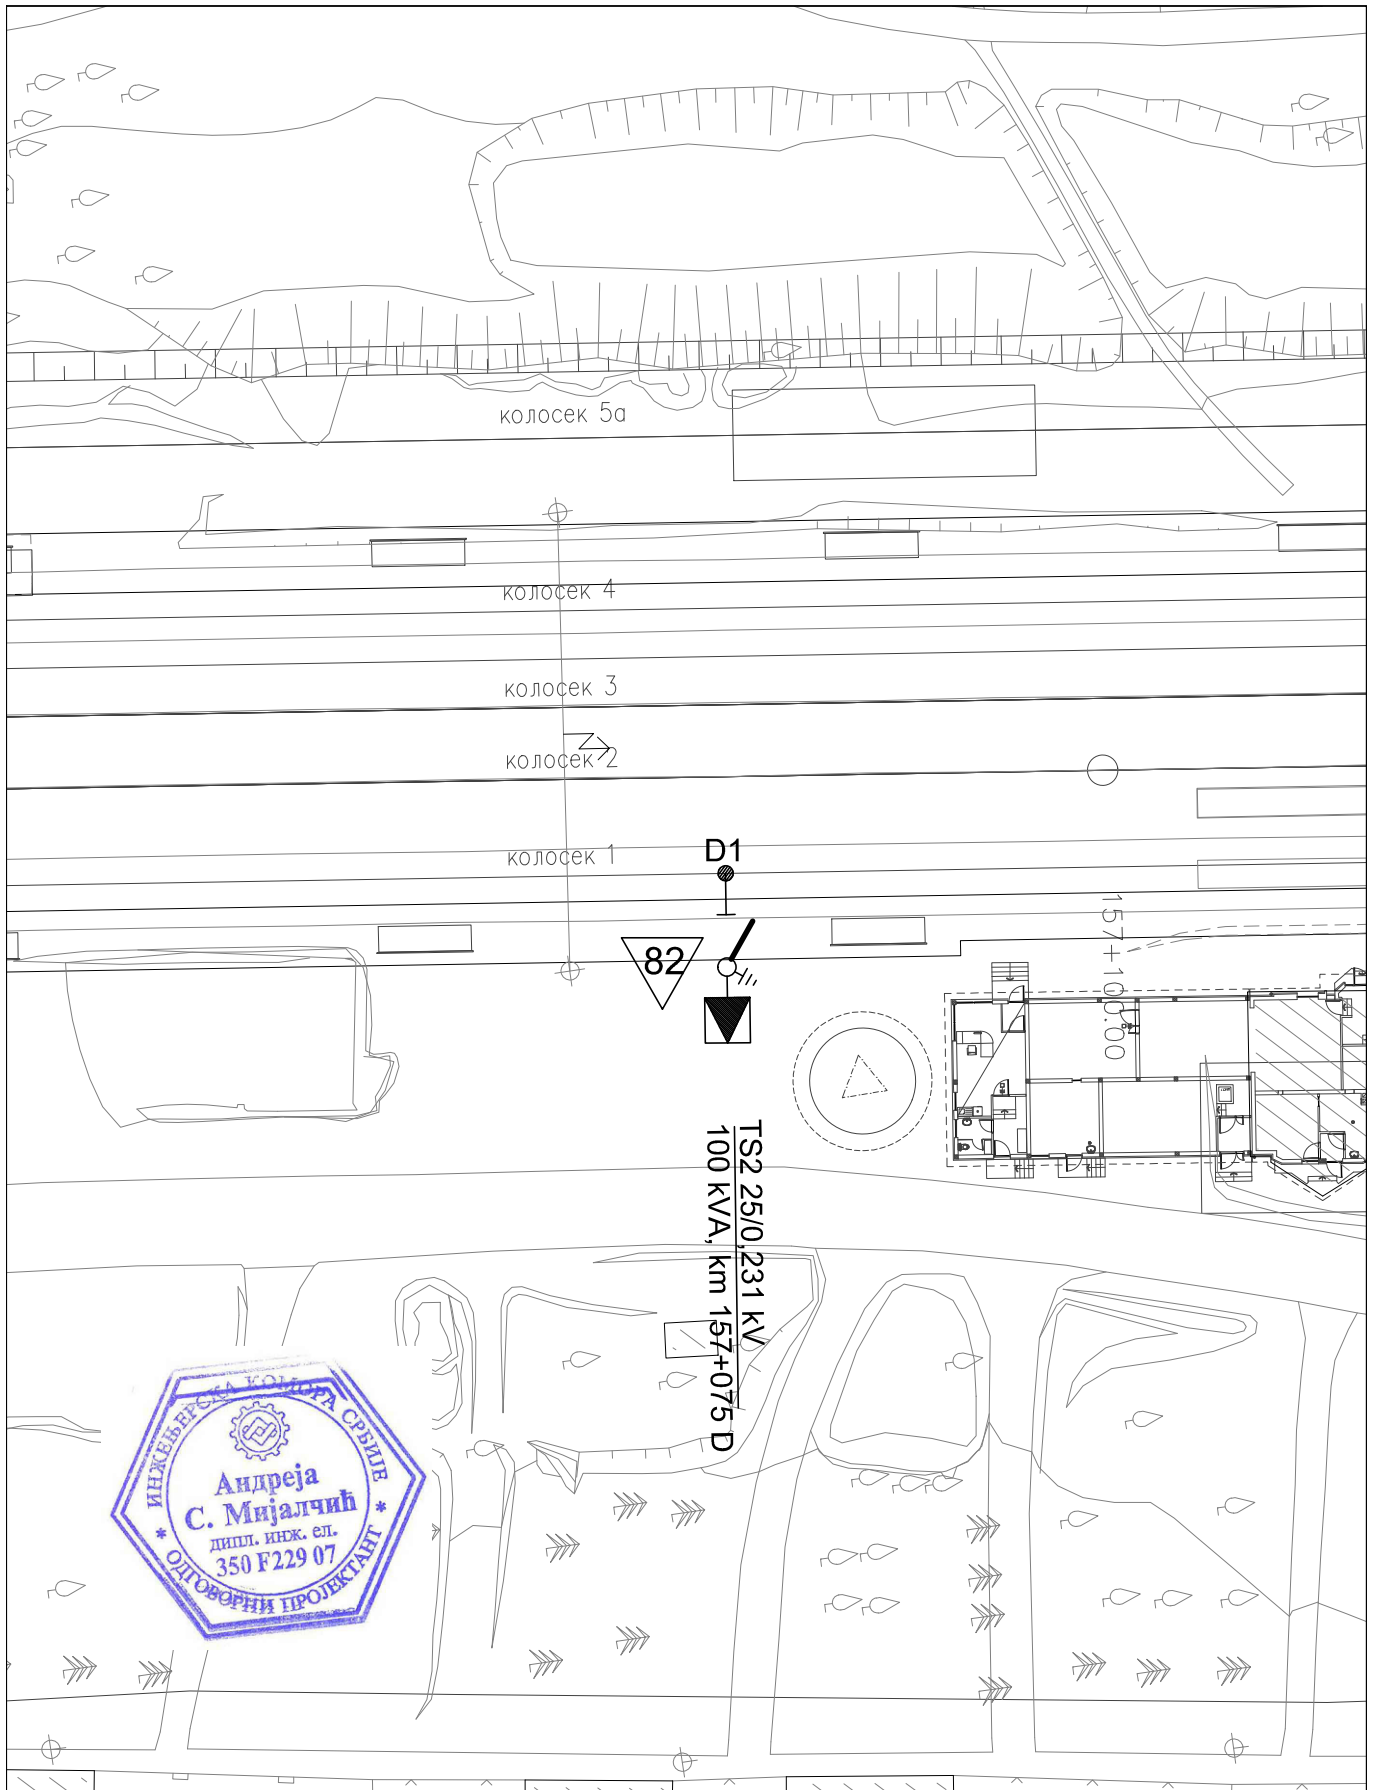 колосек 5а
колосек 4
колосек 3
колосек 2
колосек 1
D1
82
157+100.00
TS2 25/0,231 kV
100 kVA, km 157+075 D
ИНЖЕЊЕРСКА КОМОРА СРБИЈЕ
Андреја
С. Мијалчић
дипл. инж. ел.
350 F229 07
* ОДГОВОРНИ ПРОЈЕКТАНТ *